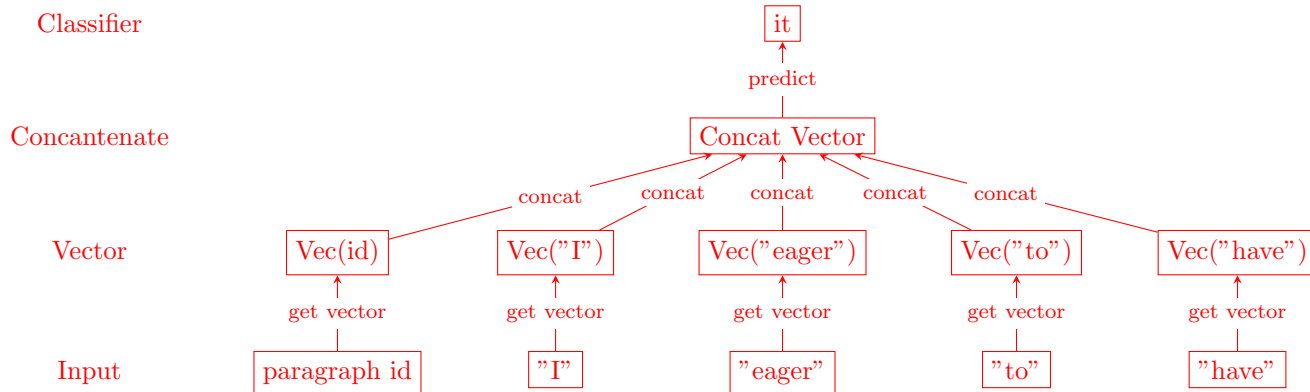 Classifier it
predict
Concantenate Concat Vector
concat concat concat concat concat
Vector Vec(id) Vec(”I”) Vec(”eager”) Vec(”to”) Vec(”have”)
get vector get vector get vector get vector get vector
Input paragraph id ”I” ”eager” ”to” ”have”